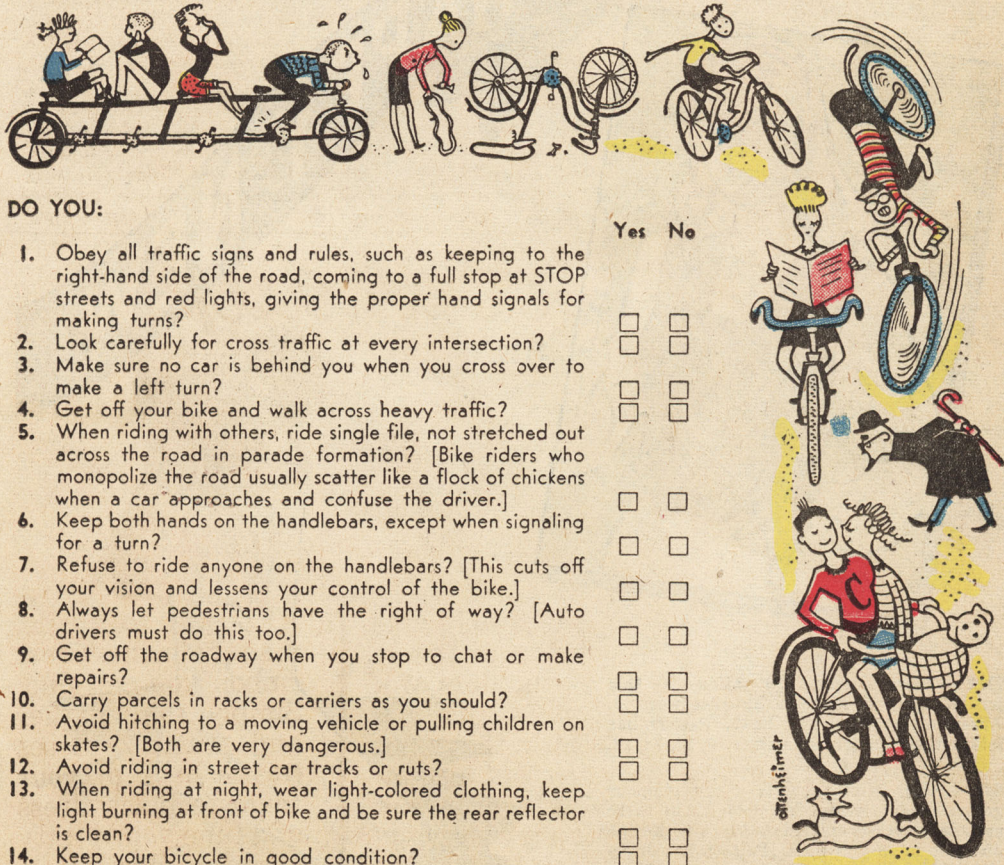 DO YOU:
Yes No
1. Obey all traffic signs and rules, such as keeping to the
right-hand side of the road, coming to a full stop at STOP
streets and red lights, giving the proper hand signals for
making turns?
2. Look carefully for cross traffic at every intersection?
3. Make sure no car is behind you when you cross over to
make a left turn?
4. Get off your bike and walk across heavy traffic?
5. When riding with others, ride single file, not stretched out
across the road in parade formation? [Bike riders who
monopolize the road usually scatter like a flock of chickens
when a car approaches and confuse the driver.]
6. Keep both hands on the handlebars, except when signaling
for a turn?
7. Refuse to ride anyone on the handlebars? [This cuts off
your vision and lessens your control of the bike.]
8. Always let pedestrians have the right of way? [Auto
drivers must do this too.]
9. Get off the roadway when you stop to chat or make
repairs?
10. Carry parcels in racks or carriers as you should?
11. Avoid hitching to a moving vehicle or pulling children on
skates? [Both are very dangerous.]
12. Avoid riding in street car tracks or ruts?
13. When riding at night, wear light-colored clothing, keep
light burning at front of bike and be sure the rear reflector
is clean?
14. Keep your bicycle in good condition?
C
OTTENHEIMER